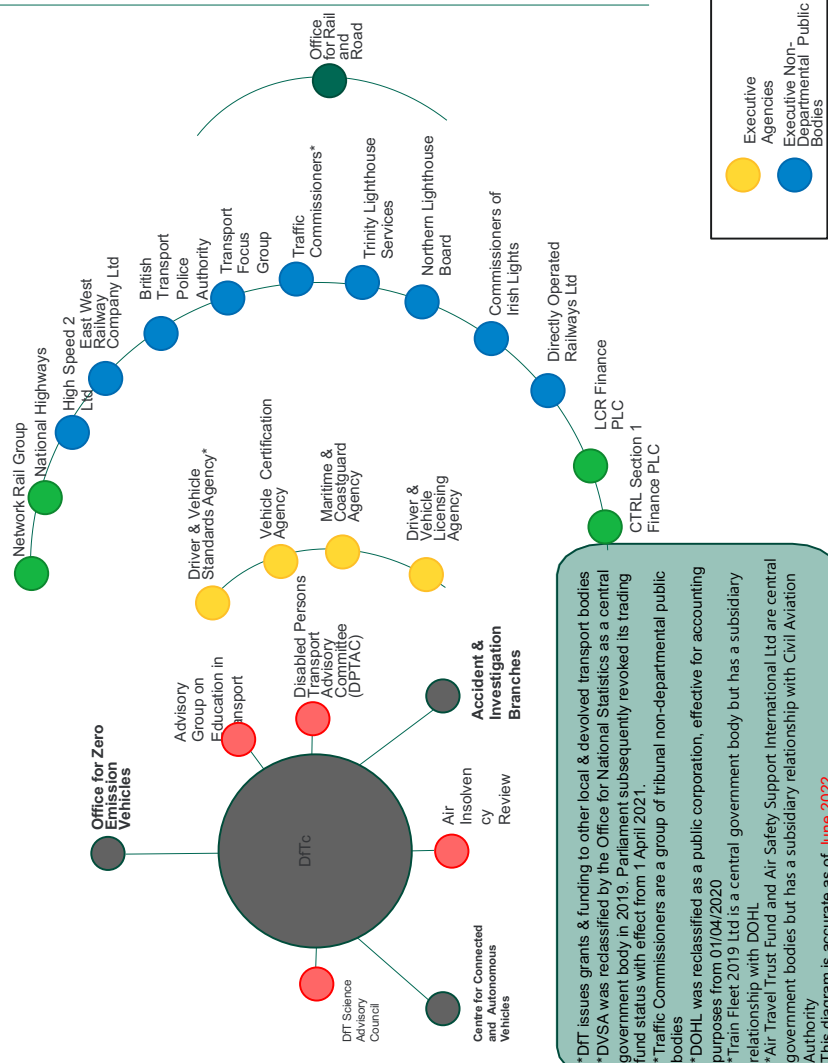 Office
for Rail
and
Road
Executive
Agencies
Executive Non-
Departmental Public
Bodies
Network Rail Group
National Highways
High Speed 2
Ltd
East West
Railway
Company Ltd
British
Transport
Police
Authority
Transport
Focus
Group
Traffic
Commissioners*
Trinity Lighthouse
Services
Northern Lighthouse
Board
Commissioners of
Irish Lights
Directly Operated
Railways Ltd
LCR Finance
PLC
CTRL Section 1
Finance PLC
Driver & Vehicle
Standards Agency*
Vehicle Certification
Agency
Maritime &
Coastguard
Agency
Driver &
Vehicle
Licensing
Agency
Office for Zero
Emission
Vehicles
Advisory
Group on
Education in
ansport
Disabled Persons
Transport
Advisory
Committee
(DPTAC)
Accident &
Investigation
Branches
DfTc
Air
Insolven
cy
Review
DfT Science
Advisory
Council
Centre for Connected
and Autonomous
Vehicles
*DfT issues grants & funding to other local & devolved transport bodies
*DVSA was reclassified by the Office for National Statistics as a central
government body in 2019. Parliament subsequently revoked its trading
fund status with effect from 1 April 2021.
*Traffic Commissioners are a group of tribunal non-departmental public
bodies
*DOHL was reclassified as a public corporation, effective for accounting
purposes from 01/04/2020
*Train Fleet 2019 Ltd is a central government body but has a subsidiary
relationship with DOHL
*Air Travel Trust Fund and Air Safety Support International Ltd are central
government bodies but has a subsidiary relationship with Civil Aviation
Authority
this diagram is accurate as of June 2022